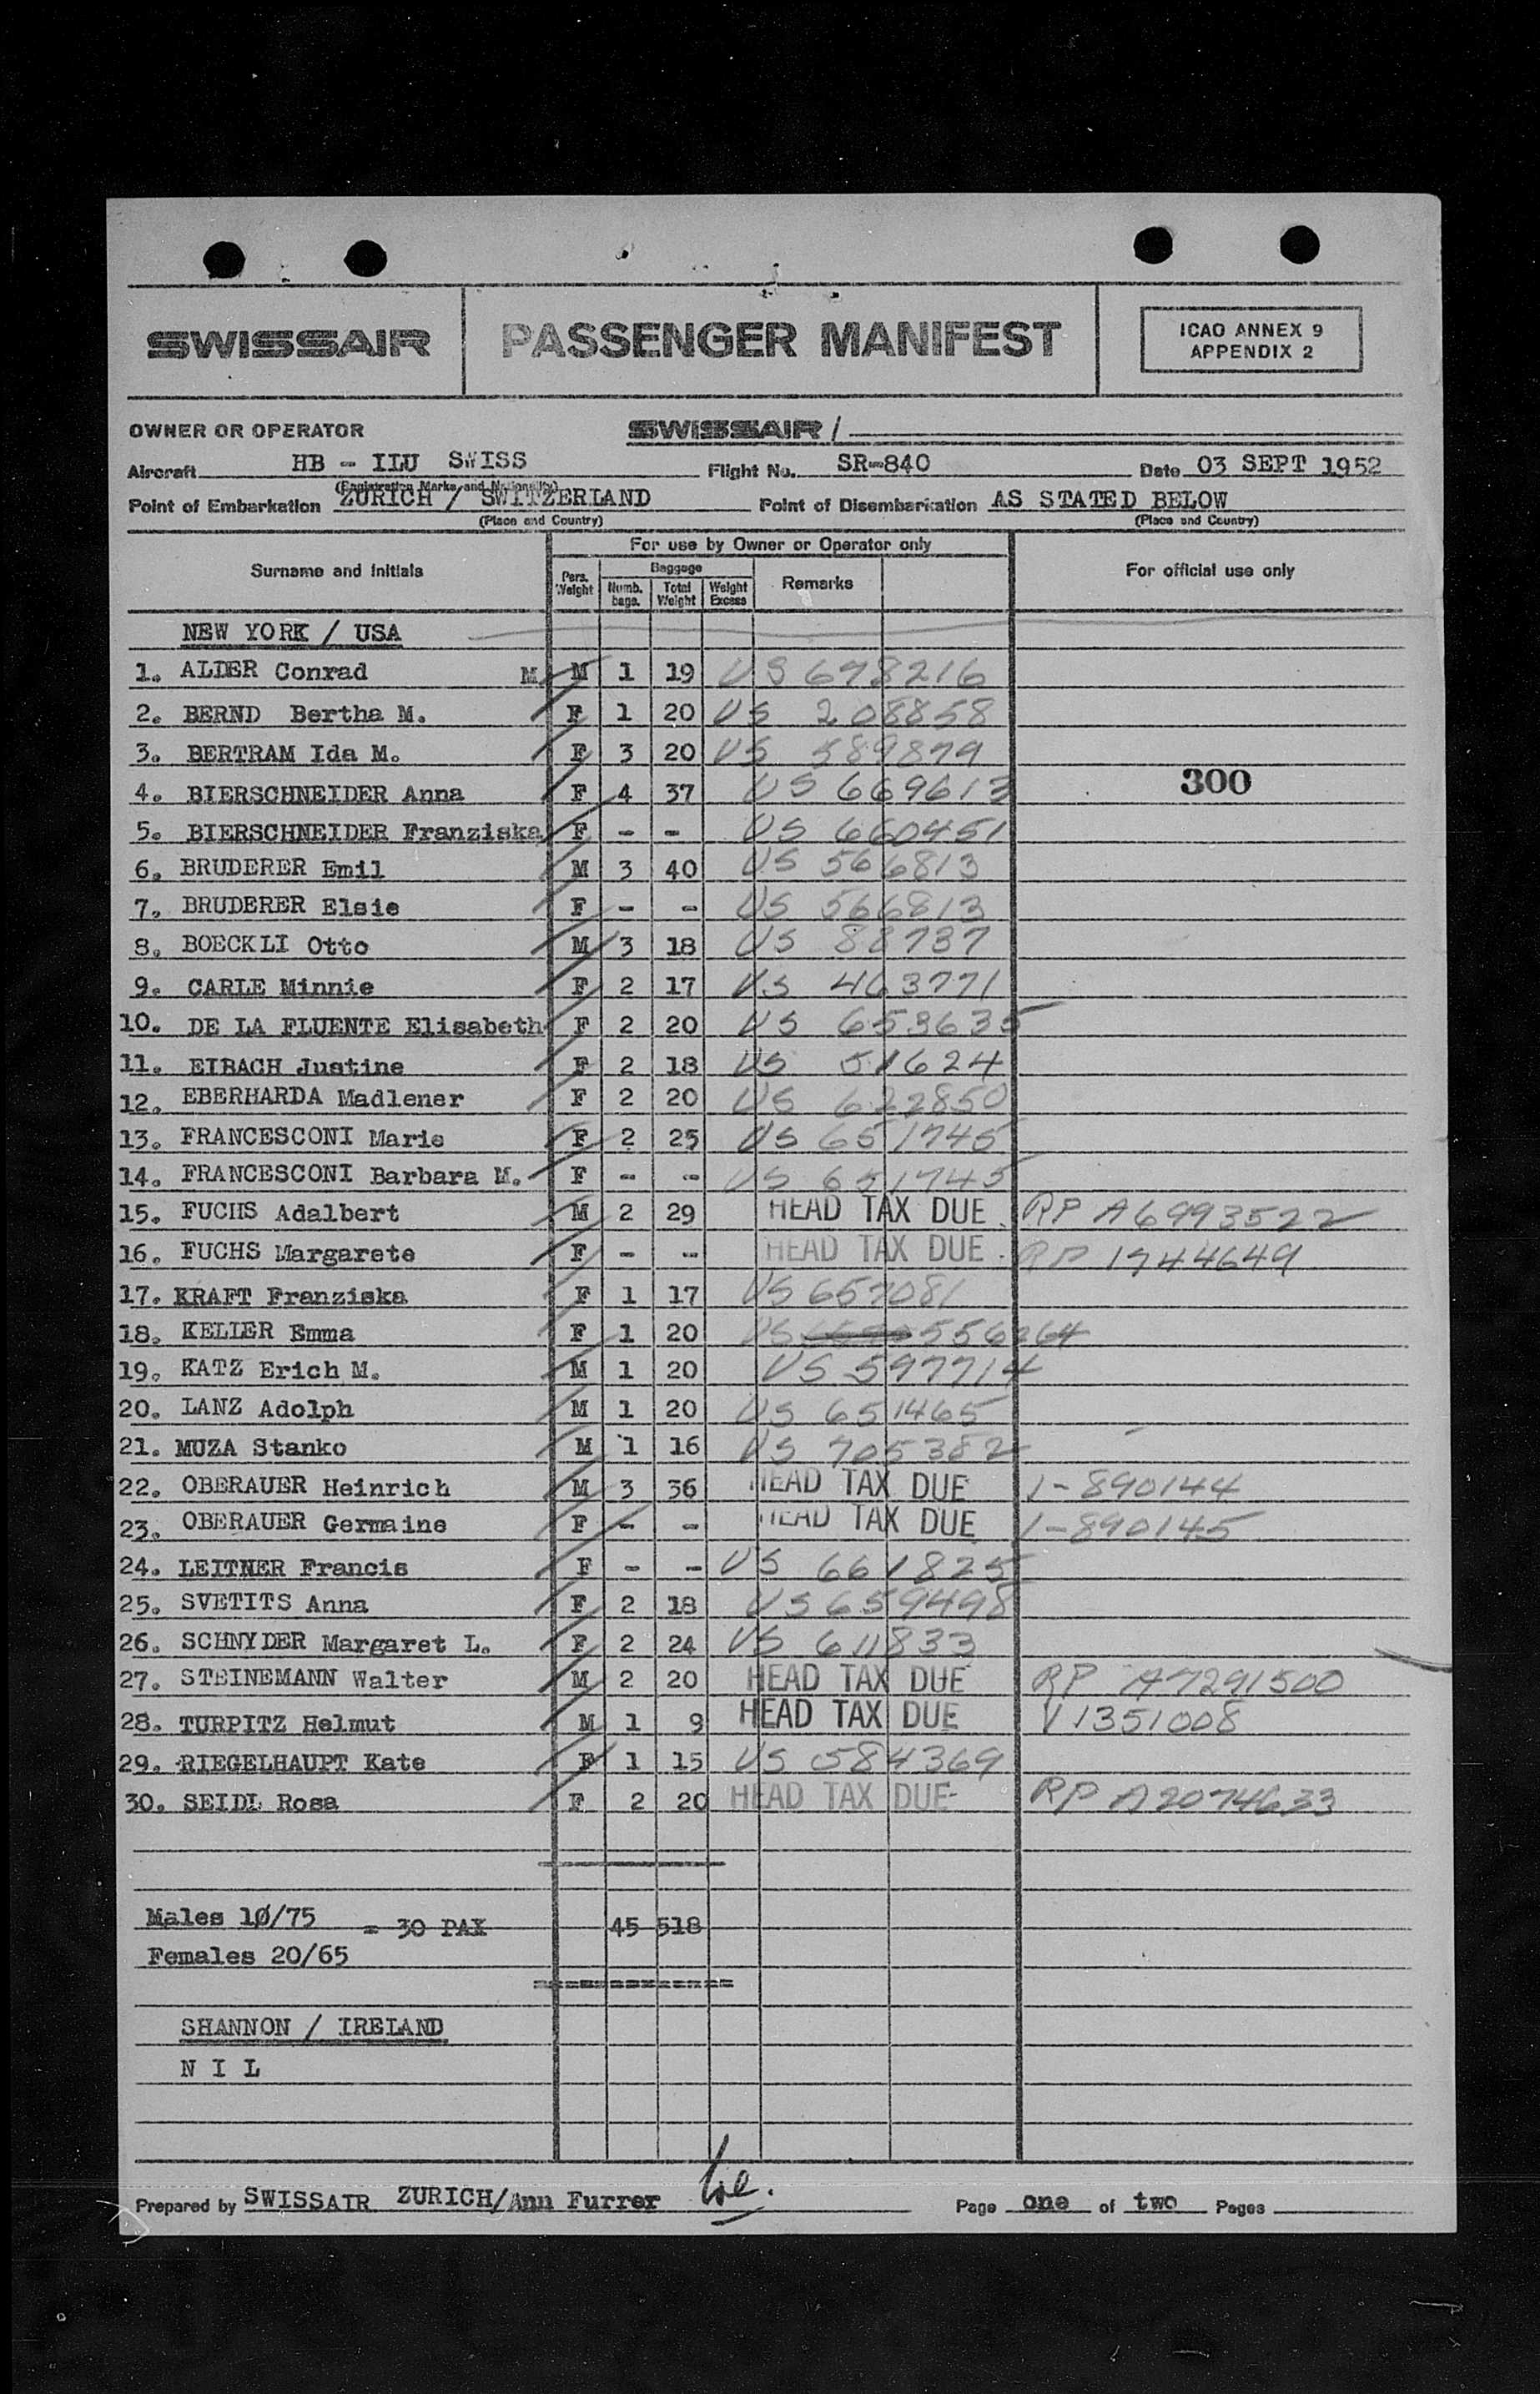 SWISSAIR PASSENGER MANIFEST ICAO ANNEX 9
APPENDIX 2
OWNER OR OPERATOR SWISSAIR /
Aircraft HB - ILU SWISS Flight No. SR-840 Date 03 SEPT 1952
(Registration Marks and Nationality)
Point of Embarkation ZURICH / SWITZERLAND Point of Disembarkation AS STATED BELOW
(Place and Country) (Place and Country)
For use by Owner or Operator only
Surname and initials Pers. Weight Baggage Remarks For official use only
Numb. bags. Total Weight Weight Excess
NEW YORK / USA
1. ALDER Conrad M. M 1 19 US 678216
2. BERND Bertha M. F 1 20 US 208858
3. BERTRAM Ida M. F 3 20 US 589879
300
4. BIERSCHNEIDER Anna F 4 37 US 669613
5. BIERSCHNEIDER Franziska F - - US 660451
6. BRUDERER Emil M 3 40 US 566813
7. BRUDERER Elsie F - - US 566813
8. BOECKLI Otto M 3 18 US 88737
9. CARLE Minnie F 2 17 US 463771
10. DE LA FLUENTE Elisabeth F 2 20 US 653635
11. EIBACH Justine F 2 18 US 51624
12. EBERHARDA Madlener F 2 20 US 622850
13. FRANCESCONI Marie F 2 25 US 651745
14. FRANCESCONI Barbara M. F - - US 651745
15. FUCHS Adalbert M 2 29 HEAD TAX DUE RP A6993522
16. FUCHS Margarete F - - HEAD TAX DUE RP 1744649
17. KRAFT Franziska F 1 17 US 657081
18. KELLER Emma F 1 20 US 556264
19. KATZ Erich M. M 1 20 US 597714
20. LANZ Adolph M 1 20 US 651465
21. MUZA Stanko M 1 16 US 705382
22. OBERAUER Heinrich M 3 36 HEAD TAX DUE 1-890144
23. OBERAUER Germaine F - - HEAD TAX DUE 1-890145
24. LEITNER Francis F - - US 661825
25. SVETITS Anna F 2 18 US 659498
26. SCHNYDER Margaret L. F 2 24 US 611833
27. STEINEMANN Walter M 2 20 HEAD TAX DUE RP A7291500
28. TURPITZ Helmut M 1 9 HEAD TAX DUE V1351008
29. RIEGELHAUPT Kate F 1 15 US 584369
30. SEIDL Rosa F 2 20 HEAD TAX DUE RP A2074633
Males 10/75 = 30 PAX 45 518
Females 20/65
SHANNON / IRELAND
N I L
Prepared by SWISSAIR ZURICH/Ann Furrer Page one of two Pages